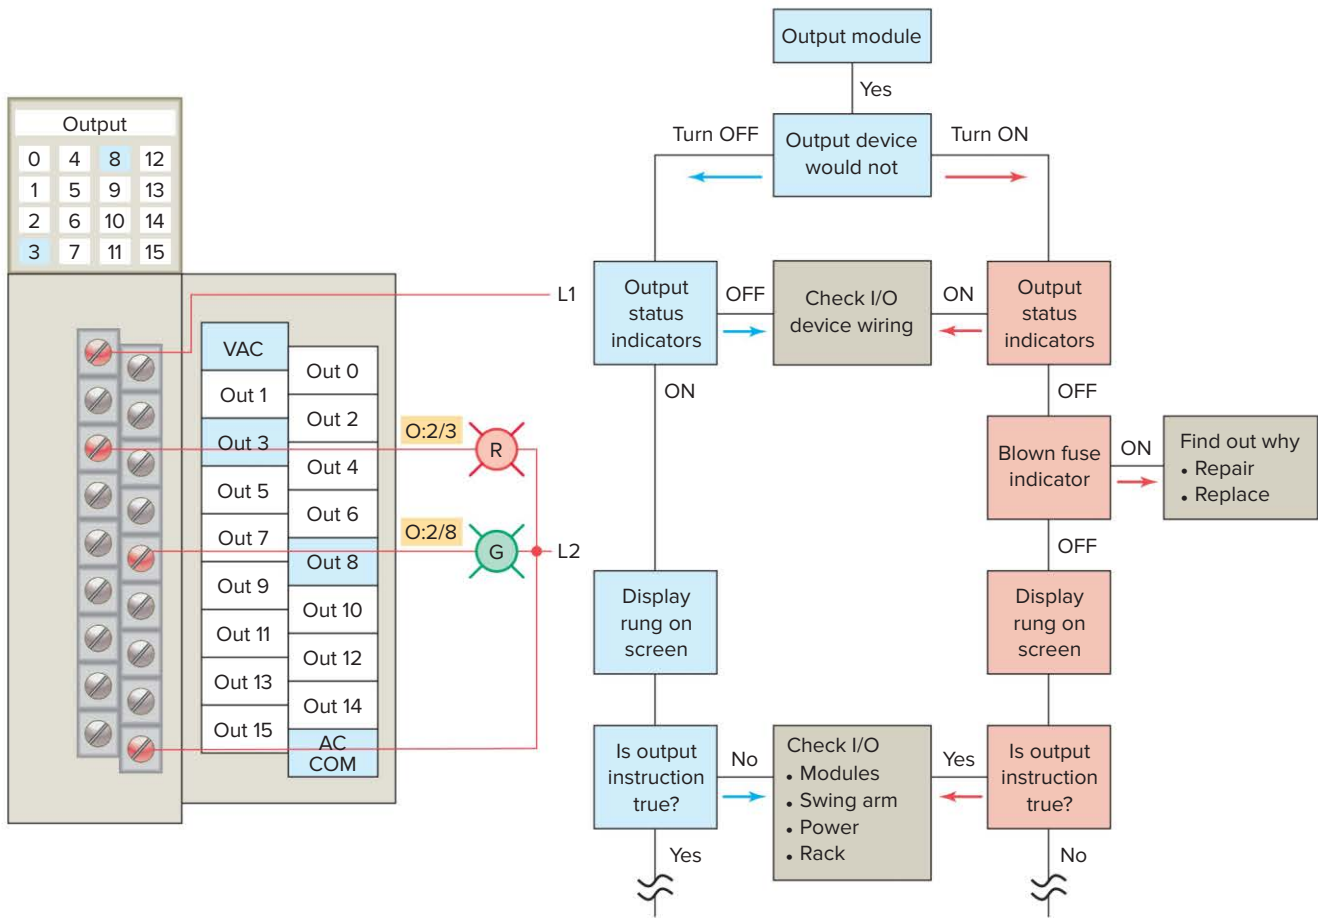 Output
0 4 8 12
1 5 9 13
2 6 10 14
3 7 11 15
L1
VAC
Out 0
Out 1
Out 2
Out 3
Out 4
Out 5
Out 6
Out 7
Out 8
Out 9
Out 10
Out 11
Out 12
Out 13
Out 14
Out 15
AC
COM
O:2/3
R
O:2/8
G
L2
Output module
Yes
Turn OFF
Output device
would not
Turn ON
Output
status
indicators
OFF
Check I/O
device wiring
ON
Output
status
indicators
ON
OFF
Blown fuse
indicator
ON
Find out why
• Repair
• Replace
OFF
Display
rung on
screen
Display
rung on
screen
Is output
instruction
true?
No
Check I/O
• Modules
• Swing arm
• Power
• Rack
Yes
Is output
instruction
true?
Yes
No